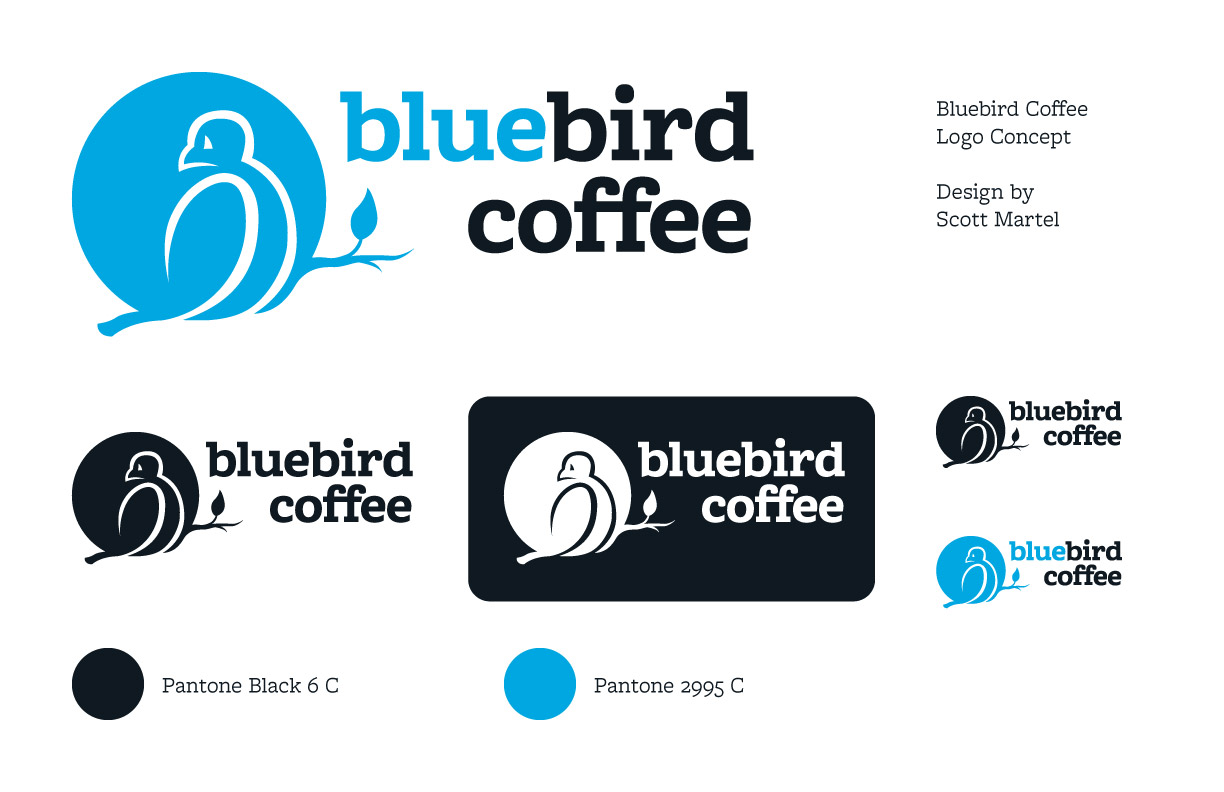 bluebird
coffee
Bluebird Coffee
Logo Concept
Design by
Scott Martel
bluebird
coffee
bluebird
coffee
bluebird
coffee
bluebird
coffee
Pantone Black 6 C
Pantone 2995 C